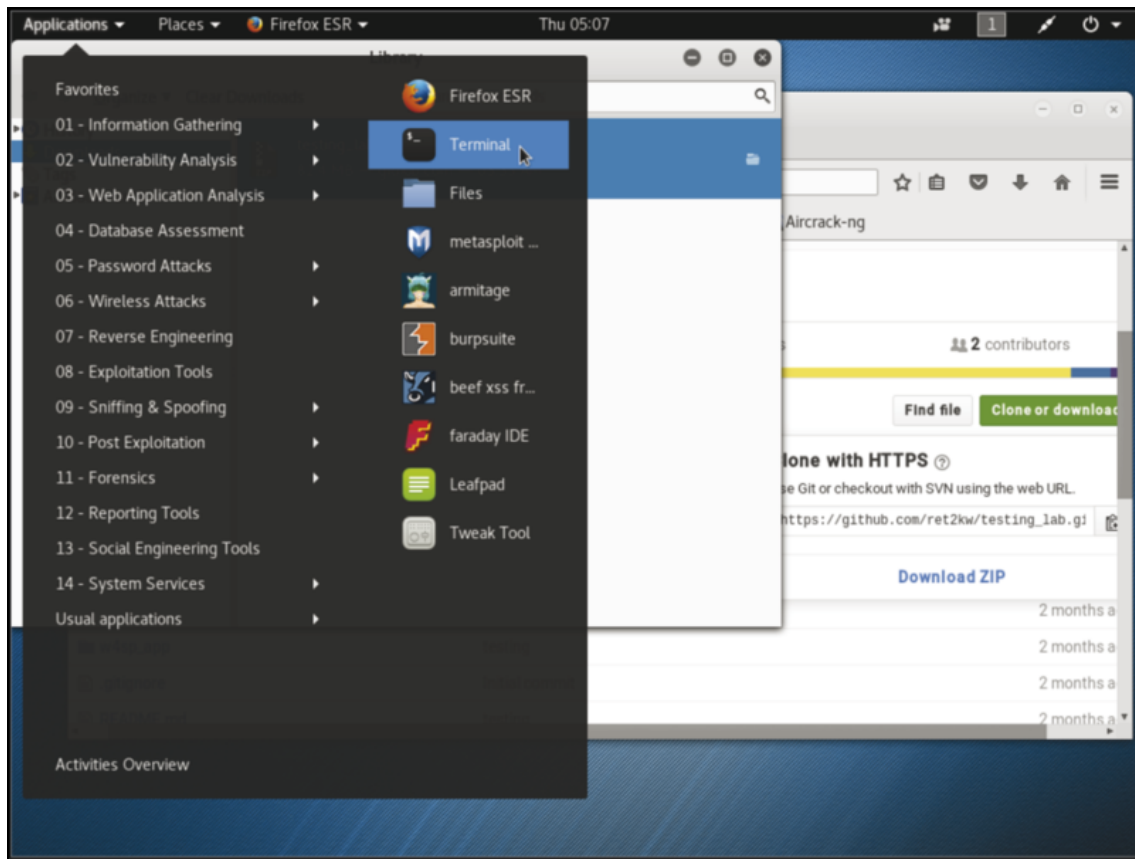 Applications Places Firefox ESR Thu 05:07 1
Library
Favorites
01 - Information Gathering
02 - Vulnerability Analysis
03 - Web Application Analysis
04 - Database Assessment
05 - Password Attacks
06 - Wireless Attacks
07 - Reverse Engineering
08 - Exploitation Tools
09 - Sniffing & Spoofing
10 - Post Exploitation
11 - Forensics
12 - Reporting Tools
13 - Social Engineering Tools
14 - System Services
Usual applications
Activities Overview
Firefox ESR
Terminal
Files
metasploit ...
armitage
burpsuite
beef xss fr...
faraday IDE
Leafpad
Tweak Tool
Aircrack-ng
2 contributors
Find file Clone or download
lone with HTTPS
se Git or checkout with SVN using the web URL.
https://github.com/ret2kw/testing_lab.gi
Download ZIP
2 months a
2 months a
2 months a
2 months a